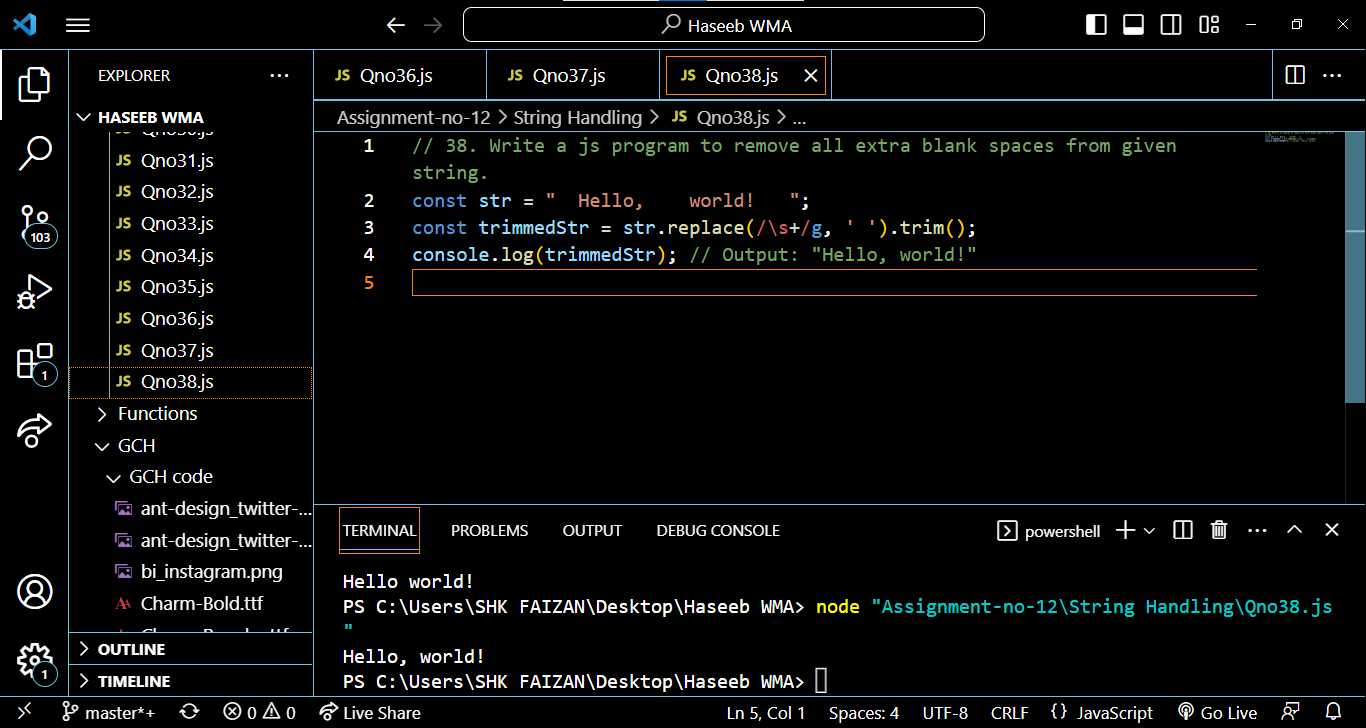 Haseeb WMA
EXPLORER
HASEEB WMA
JS Qno31.js
JS Qno32.js
JS Qno33.js
JS Qno34.js
JS Qno35.js
JS Qno36.js
JS Qno37.js
JS Qno38.js
Functions
GCH
GCH code
ant-design_twitter-...
ant-design_twitter-...
bi_instagram.png
Charm-Bold.ttf
OUTLINE
TIMELINE
103
1
1
JS Qno36.js JS Qno37.js JS Qno38.js
Assignment-no-12 > String Handling > JS Qno38.js > ...
1 // 38. Write a js program to remove all extra blank spaces from given
string.
2 const str = "  Hello,    world!   ";
3 const trimmedStr = str.replace(/\s+/g, ' ').trim();
4 console.log(trimmedStr); // Output: "Hello, world!"
5
TERMINAL PROBLEMS OUTPUT DEBUG CONSOLE powershell
Hello world!
PS C:\Users\SHK FAIZAN\Desktop\Haseeb WMA> node "Assignment-no-12\String Handling\Qno38.js
"
Hello, world!
PS C:\Users\SHK FAIZAN\Desktop\Haseeb WMA>
master*+ 0 0 Live Share Ln 5, Col 1 Spaces: 4 UTF-8 CRLF {} JavaScript Go Live